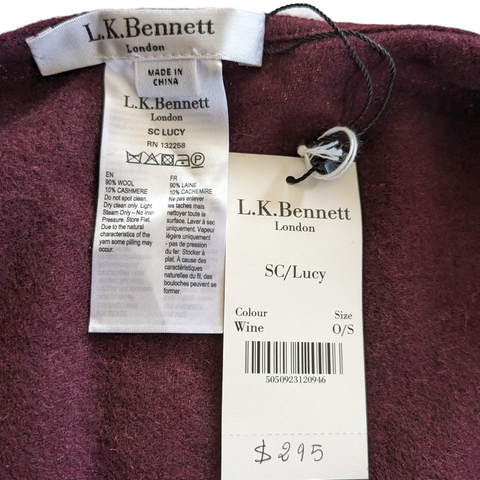 L.K.Bennett
London
MADE IN
CHINA
L.K.Bennett
London
SC LUCY
RN 132258
EN
90% WOOL
10% CASHMERE
Do not spot clean.
Dry clean only. Light
Steam Only – No Iron
Pressure. Store Flat.
Due to the natural
characteristics of the
yarn some pilling may
occur.
FR
90% LAINE
10% CACHEMIRE
Ne pas enlever
les taches mais
nettoyer toute la
surface. Laver à sec
uniquement. Vapeur
légère uniquement
- pas de pression
du fer. Stocker à
plat. À cause des
caractéristiques
naturelles du fil, des
bouloches peuvent se
former.
L.K.Bennett
London
SC/Lucy
Colour Size
Wine O/S
5050923120946
$ 295